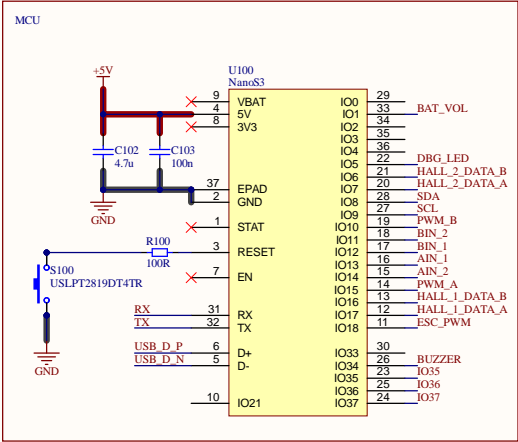 MCU
+5V
C102
4.7u
C103
100n
GND
S100
USLPT2819DT4TR
GND
R100
100R
U100
NanoS3
9 VBAT
4 5V
8 3V3
37 EPAD
2 GND
1 STAT
3 RESET
7 EN
RX 31 RX
TX 32 TX
USB_D_P 6 D+
USB_D_N 5 D-
10 IO21
IO0 29
IO1 33 BAT_VOL
IO2 34
IO3 35
IO4 36
IO5 22 DBG_LED
IO6 21 HALL_2_DATA_B
IO7 20 HALL_2_DATA_A
IO8 28 SDA
IO9 27 SCL
IO10 19 PWM_B
IO11 18 BIN_2
IO12 17 BIN_1
IO13 16 AIN_1
IO14 15 AIN_2
IO15 14 PWM_A
IO16 13 HALL_1_DATA_B
IO17 12 HALL_1_DATA_A
IO18 11 ESC_PWM
IO33 30
IO34 26 BUZZER
IO35 23 IO35
IO36 25 IO36
IO37 24 IO37